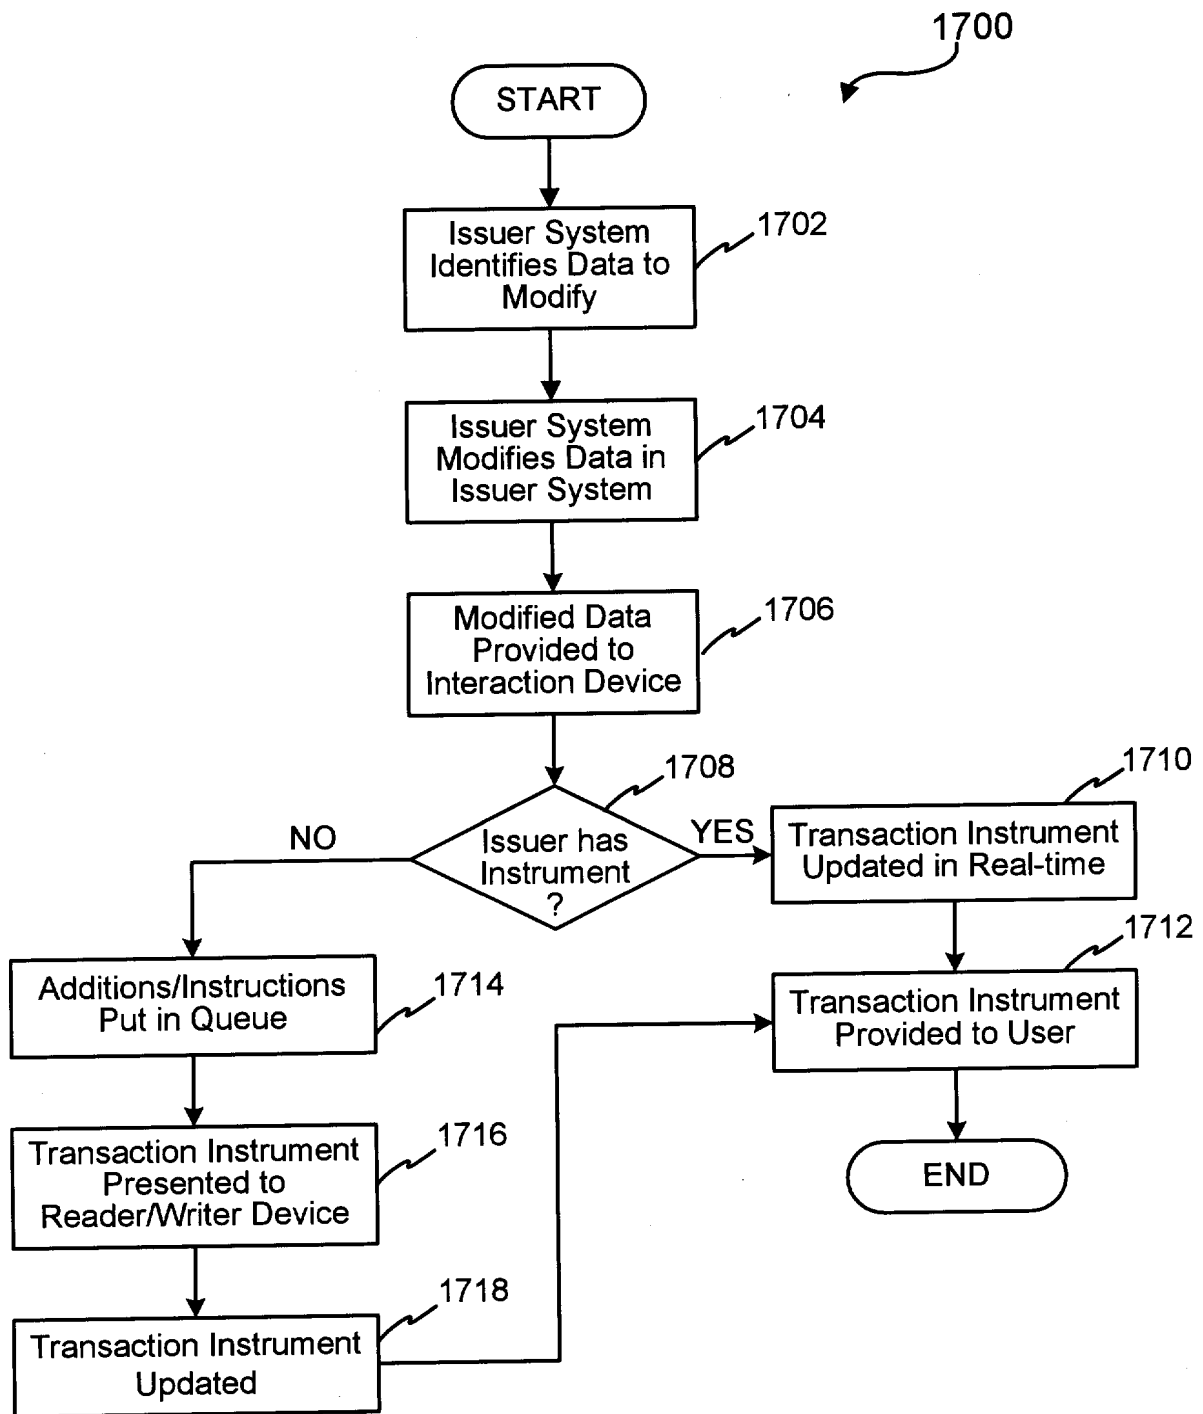 1700
START
Issuer System
Identifies Data to
Modify
1702
Issuer System
Modifies Data in
Issuer System
1704
Modified Data
Provided to
Interaction Device
1706
1708
Issuer has
Instrument
?
NO
YES
1710
Transaction Instrument
Updated in Real-time
1712
Transaction Instrument
Provided to User
END
Additions/Instructions
Put in Queue
1714
Transaction Instrument
Presented to
Reader/Writer Device
1716
Transaction Instrument
Updated
1718